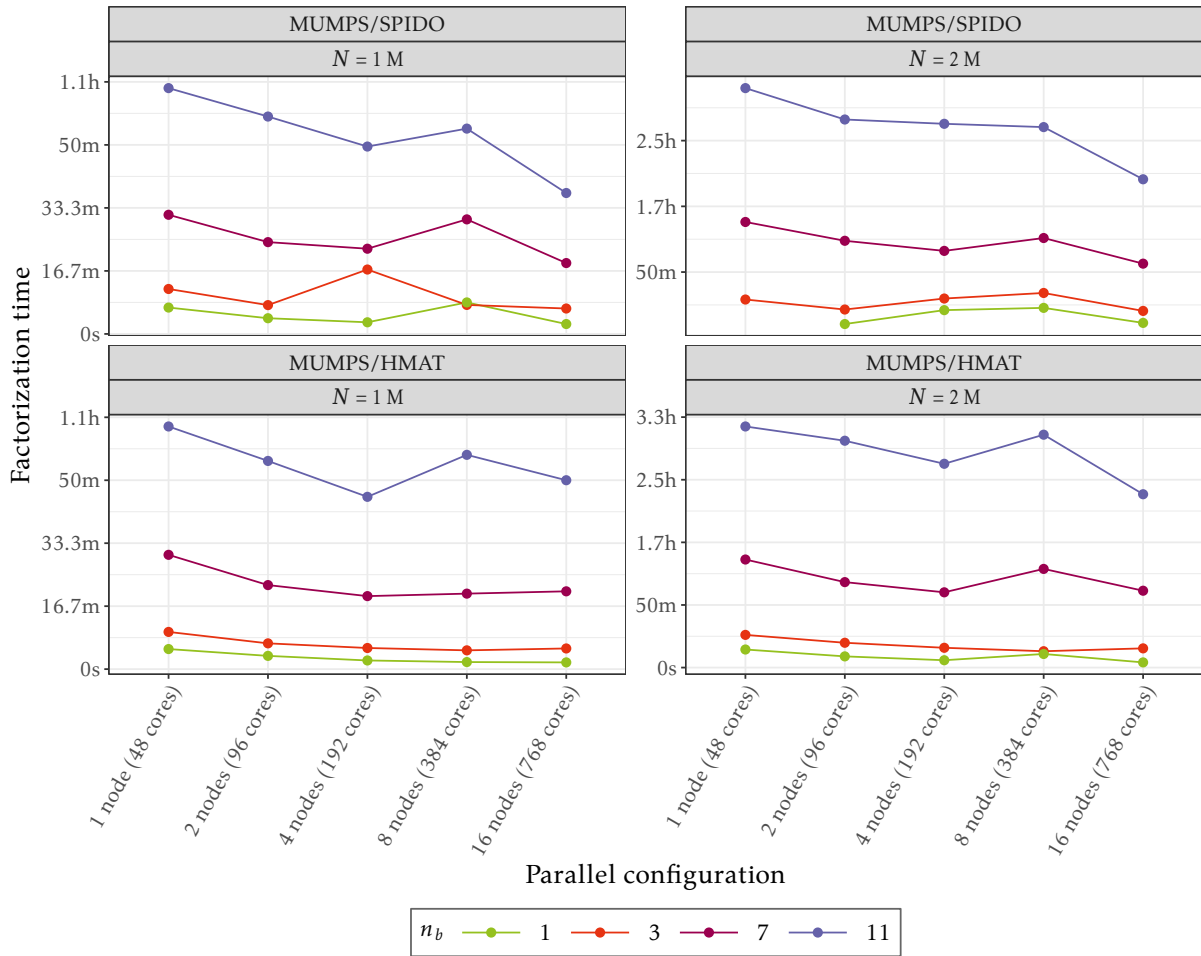 MUMPS/SPIDO
N = 1 M
MUMPS/SPIDO
N = 2 M
1.1h
50m
33.3m
16.7m
0s
2.5h
1.7h
50m
MUMPS/HMAT
N = 1 M
MUMPS/HMAT
N = 2 M
1.1h
50m
33.3m
16.7m
0s
3.3h
2.5h
1.7h
50m
0s
Factorization time
1 node (48 cores)
2 nodes (96 cores)
4 nodes (192 cores)
8 nodes (384 cores)
16 nodes (768 cores)
1 node (48 cores)
2 nodes (96 cores)
4 nodes (192 cores)
8 nodes (384 cores)
16 nodes (768 cores)
Parallel configuration
n_b 1 3 7 11